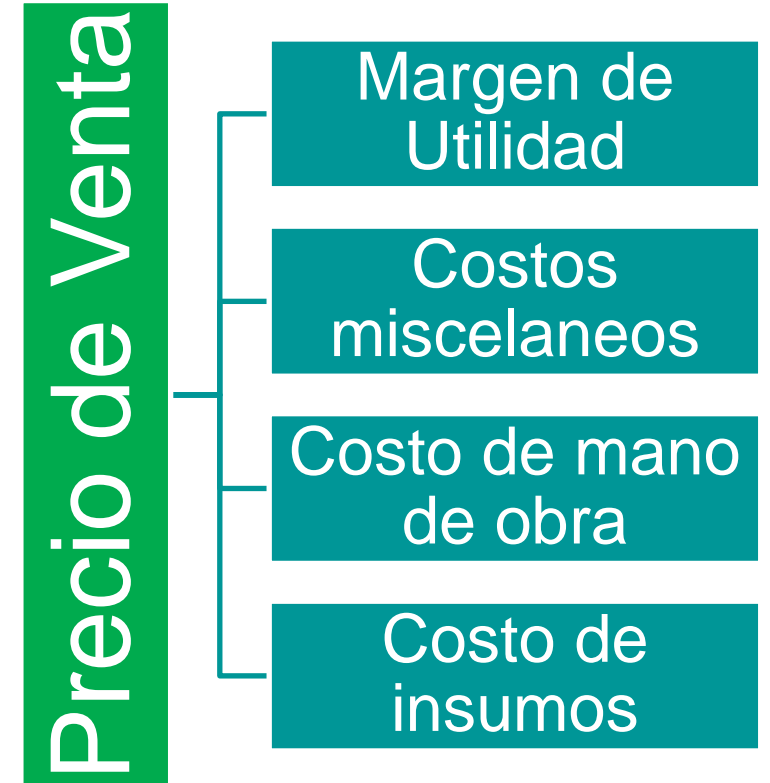 Precio de Venta
Margen de
Utilidad
Costos
miscelaneos
Costo de mano
de obra
Costo de
insumos